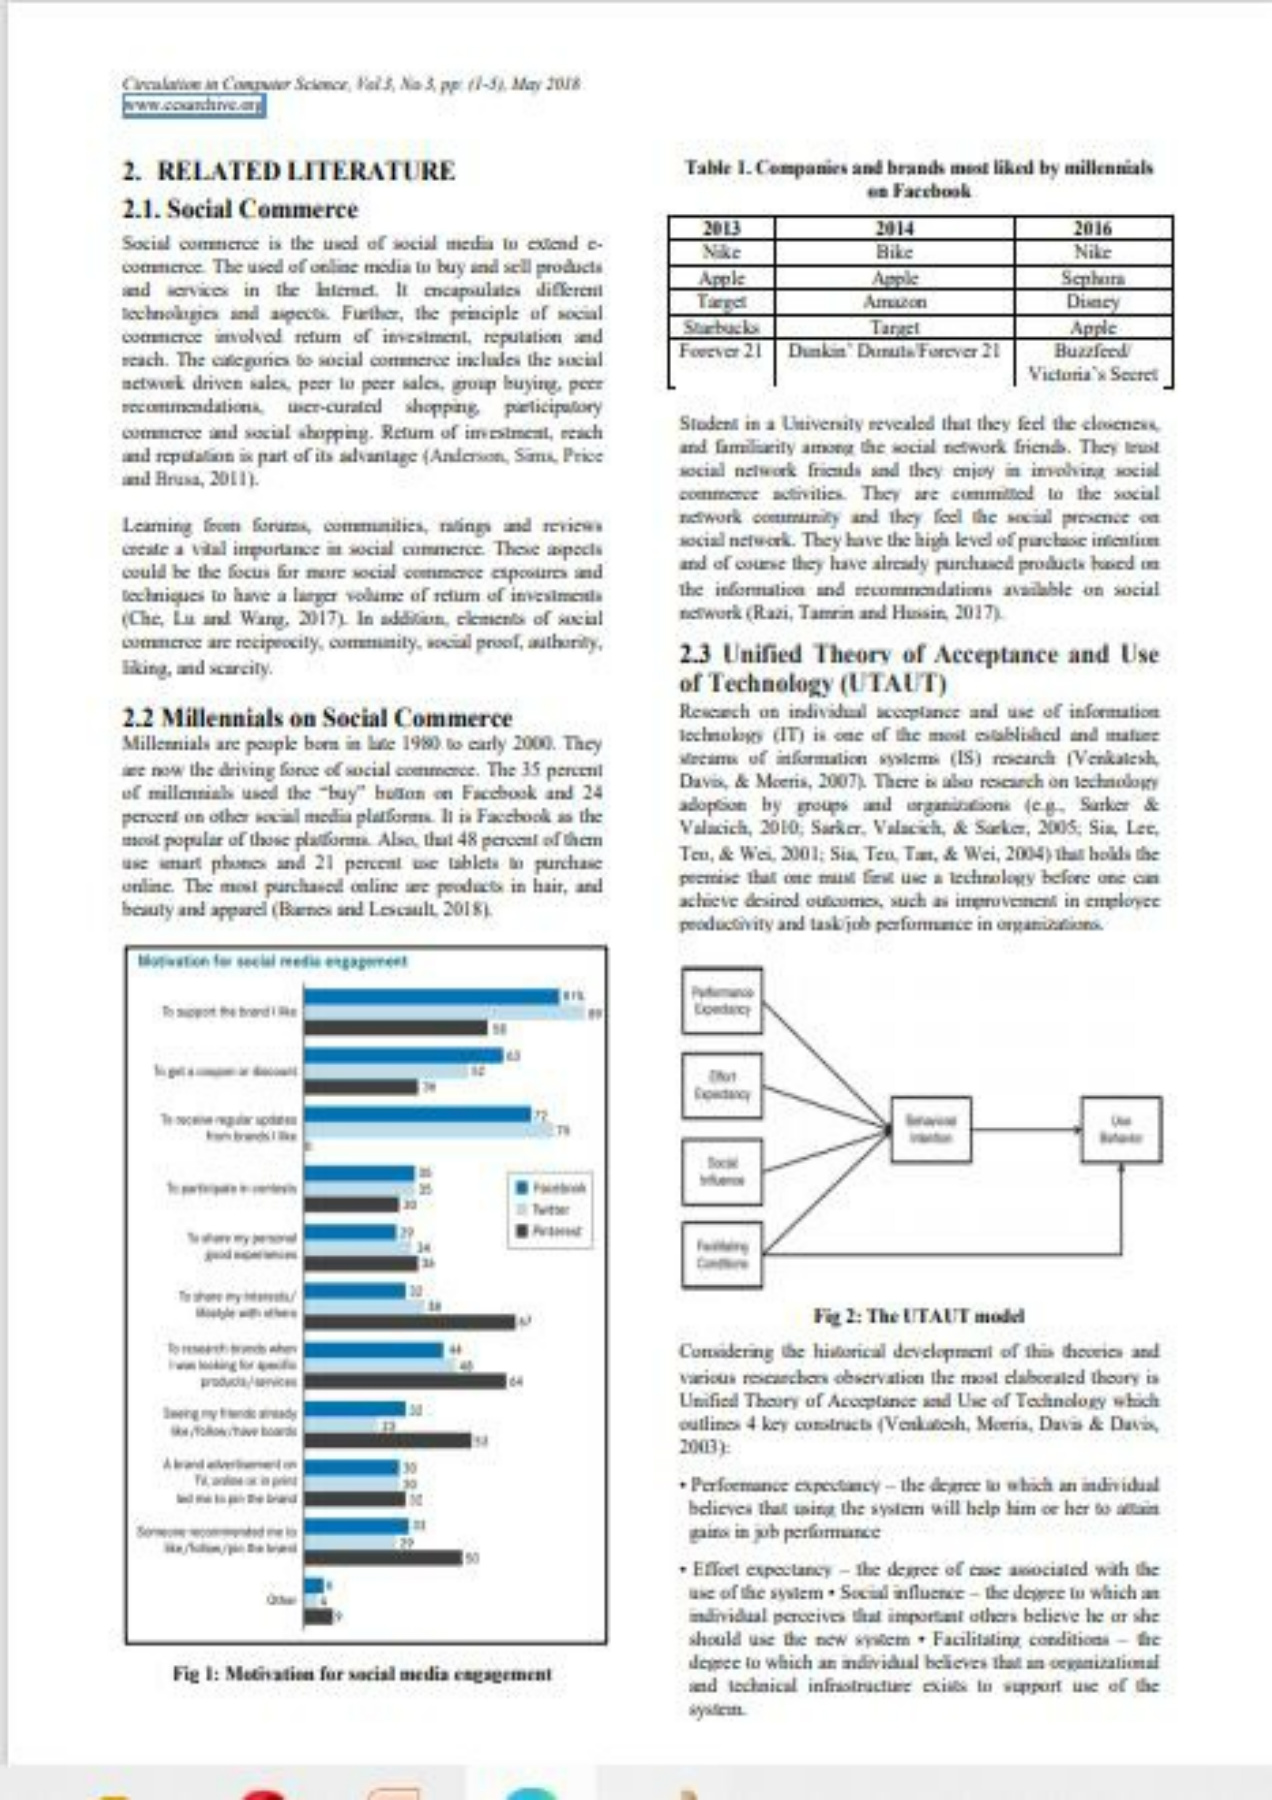 Circulation in Computer Science, Vol.3, No 3, pp: (1-5), May 2018
www.ccsarchive.org
2. RELATED LITERATURE
2.1. Social Commerce
Social commerce is the used of social media to extend e-
commerce. The used of online media to buy and sell products
and services in the Internet. It encapsulates different
technologies and aspects. Further, the principle of social
commerce involved return of investment, reputation and
reach. The categories to social commerce includes the social
network driven sales, peer to peer sales, group buying, peer
recommendations, user-curated shopping, participatory
commerce and social shopping. Return of investment, reach
and reputation is part of its advantage (Anderson, Sims, Price
and Brusa, 2011).
Learning from forums, communities, ratings and reviews
create a vital importance in social commerce. These aspects
could be the focus for more social commerce exposures and
techniques to have a larger volume of return of investments
(Che, Lu and Wang, 2017). In addition, elements of social
commerce are reciprocity, community, social proof, authority,
liking, and scarcity.
2.2 Millennials on Social Commerce
Millennials are people born in late 1980 to early 2000. They
are now the driving force of social commerce. The 35 percent
of millennials used the "buy" button on Facebook and 24
percent on other social media platforms. It is Facebook as the
most popular of those platforms. Also, that 48 percent of them
use smart phones and 21 percent use tablets to purchase
online. The most purchased online are products in hair, and
beauty and apparel (Barnes and Lescault, 2018).
Motivation for social media engagement
To support the brand I like
81%
89
58
To get a coupon or discount
63
52
36
To receive regular updates
from brands I like
72
79
0
To participate in contests
35
35
30
To share my personal
good experiences
29
34
36
To share my interests/
lifestyle with others
32
38
67
To research brands when
I was looking for specific
products/services
44
48
64
Seeing my friends already
like/follow/have boards
32
23
53
A brand advertisement on
TV, online or in print
led me to pin the brand
30
30
32
Someone recommended me to
like/follow/pin the brand
33
29
50
Other
6
4
9
Facebook
Twitter
Pinterest
Fig 1: Motivation for social media engagement
Table 1. Companies and brands most liked by millennials
on Facebook
2013 2014 2016
Nike Bike Nike
Apple Apple Sephora
Target Amazon Disney
Starbucks Target Apple
Forever 21 Dunkin' Donuts/Forever 21 Buzzfeed/
Victoria's Secret
Student in a University revealed that they feel the closeness,
and familiarity among the social network friends. They trust
social network friends and they enjoy in involving social
commerce activities. They are committed to the social
network community and they feel the social presence on
social network. They have the high level of purchase intention
and of course they have already purchased products based on
the information and recommendations available on social
network (Razi, Tamrin and Hussin, 2017).
2.3 Unified Theory of Acceptance and Use
of Technology (UTAUT)
Research on individual acceptance and use of information
technology (IT) is one of the most established and mature
streams of information systems (IS) research (Venkatesh,
Davis, & Morris, 2007). There is also research on technology
adoption by groups and organizations (e.g., Sarker &
Valacich, 2010; Sarker, Valacich, & Sarker, 2005; Sia, Lee,
Teo, & Wei, 2001; Sia, Teo, Tan, & Wei, 2004) that holds the
premise that one must first use a technology before one can
achieve desired outcomes, such as improvement in employee
productivity and task/job performance in organizations.
Performance
Expectancy
Effort
Expectancy
Social
Influence
Facilitating
Conditions
Behavioral
Intention
Use
Behavior
Fig 2: The UTAUT model
Considering the historical development of this theories and
various researchers observation the most elaborated theory is
Unified Theory of Acceptance and Use of Technology which
outlines 4 key constructs (Venkatesh, Morris, Davis & Davis,
2003):
• Performance expectancy – the degree to which an individual
believes that using the system will help him or her to attain
gains in job performance
• Effort expectancy – the degree of ease associated with the
use of the system • Social influence – the degree to which an
individual perceives that important others believe he or she
should use the new system • Facilitating conditions – the
degree to which an individual believes that an organizational
and technical infrastructure exists to support use of the
system.